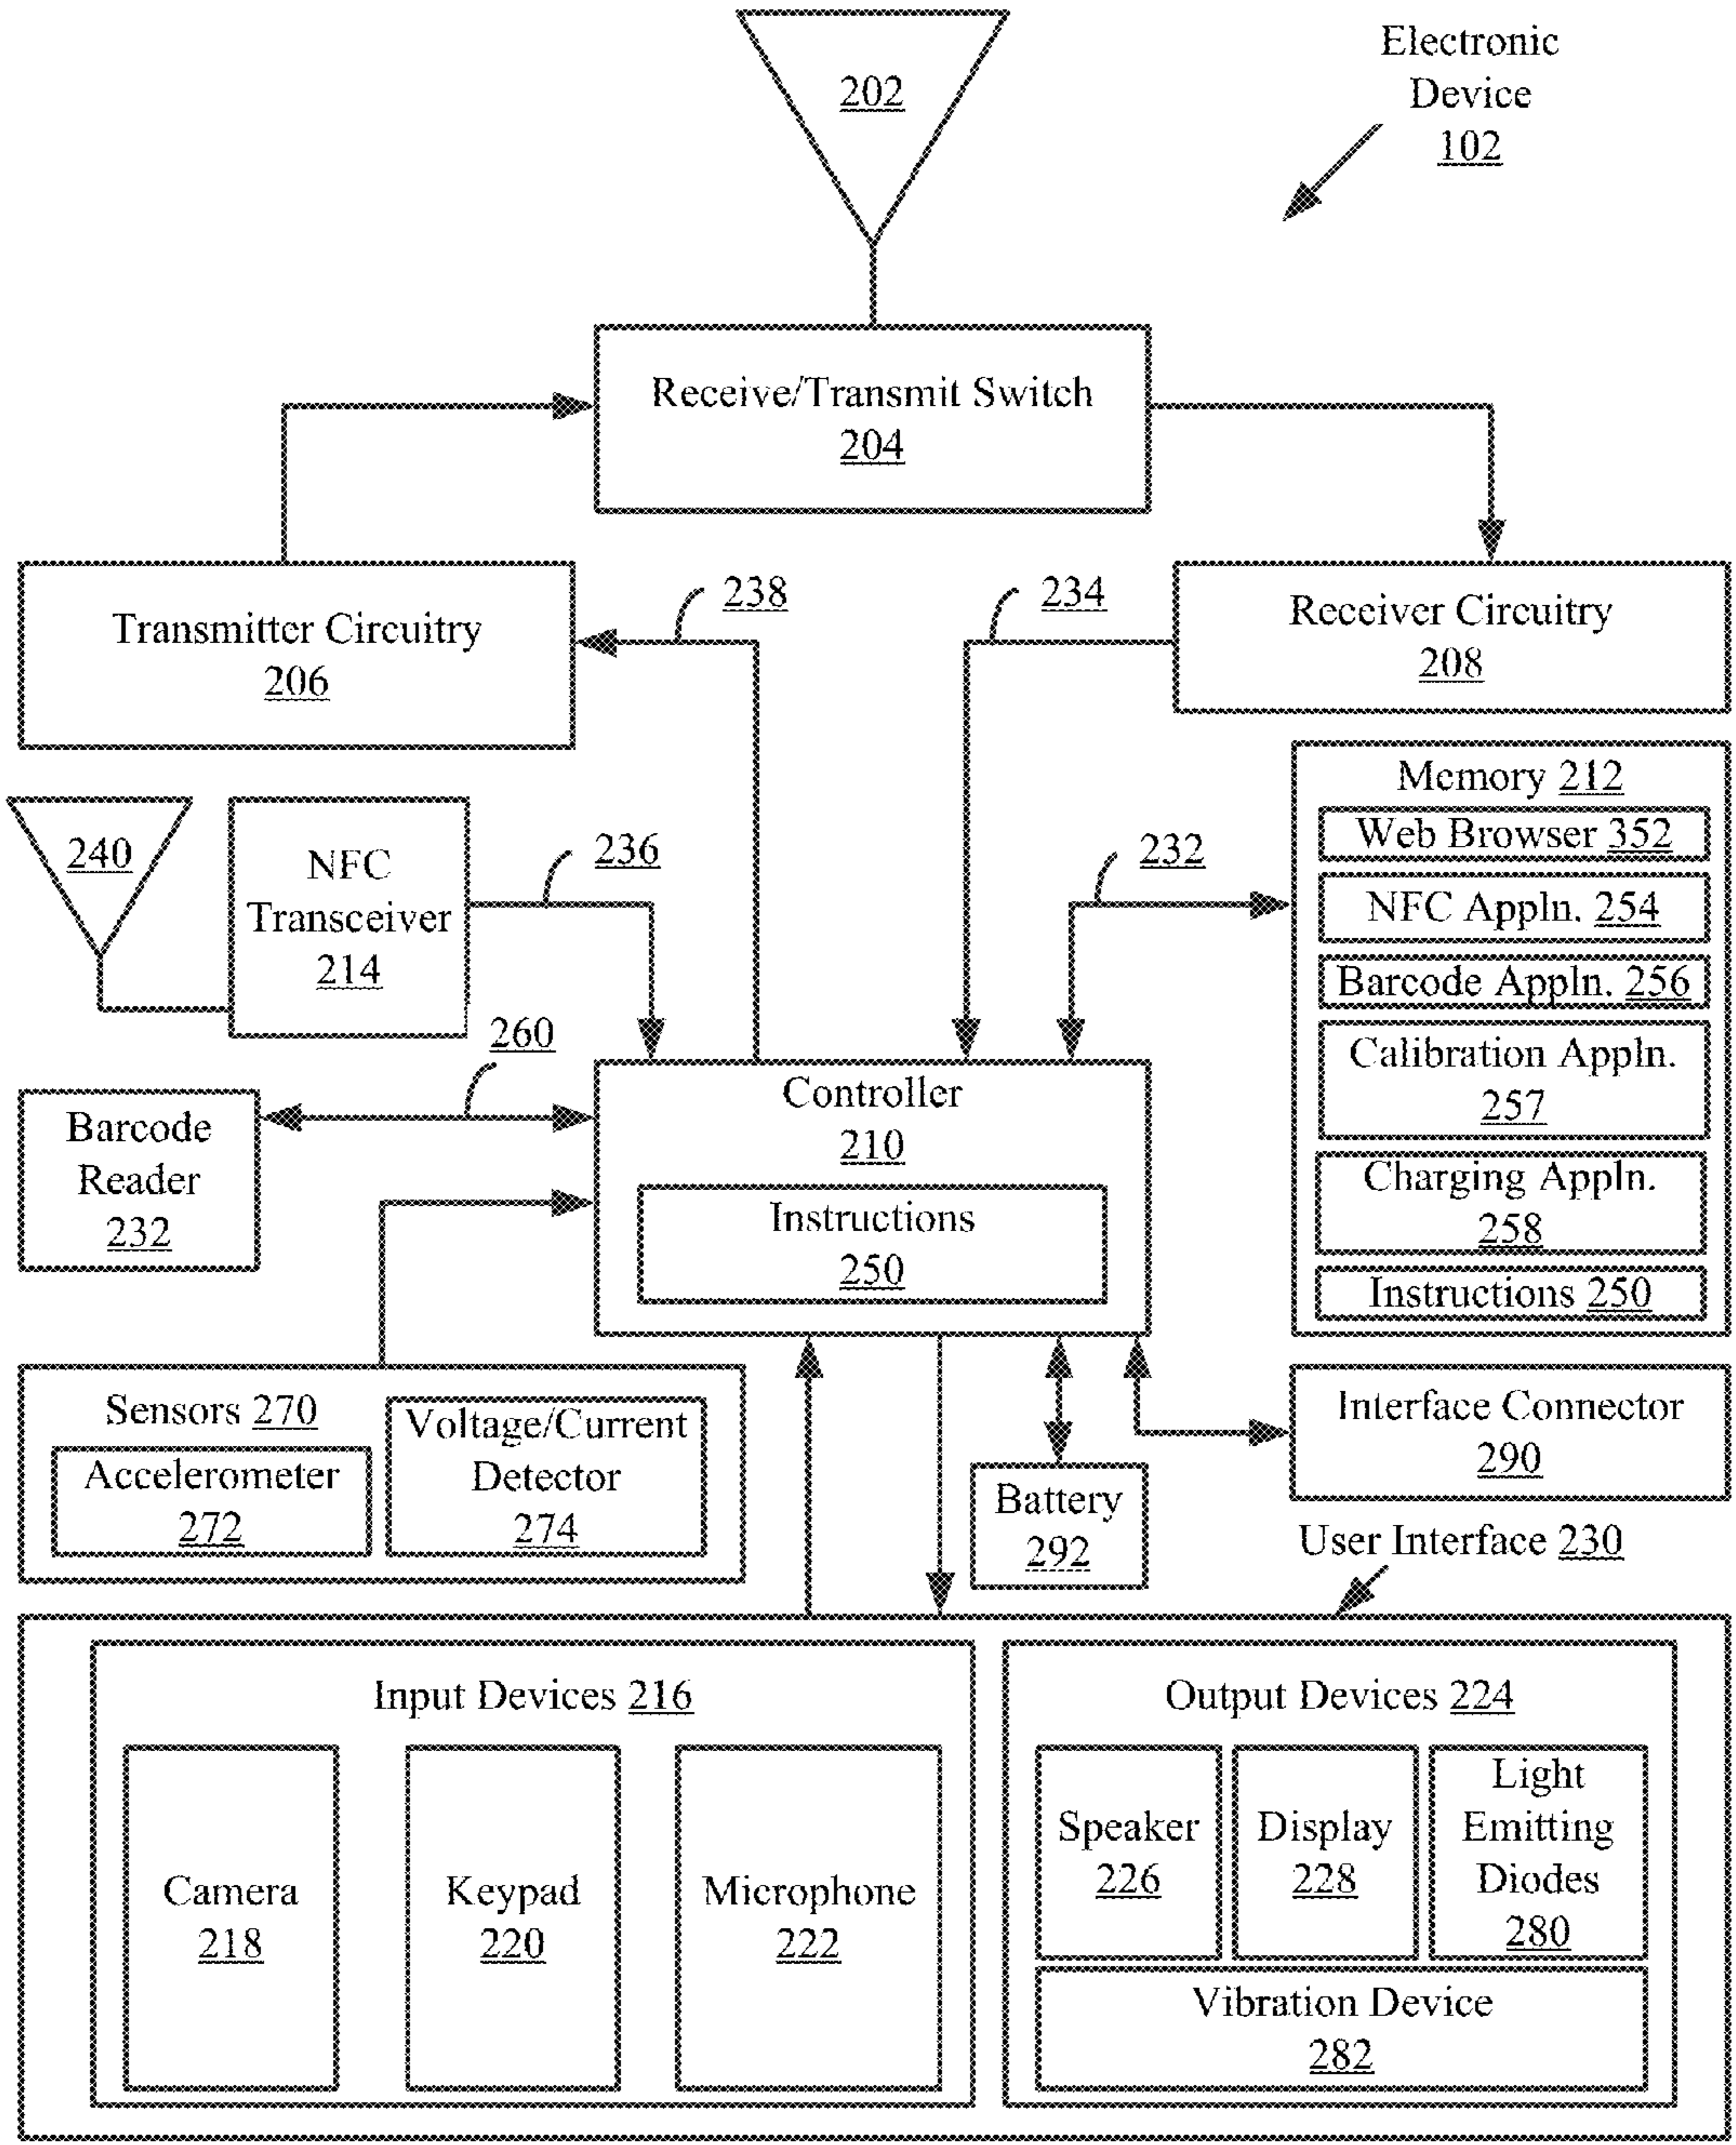 202
Electronic
Device
102
Receive/Transmit Switch
204
238
234
Transmitter Circuitry
206
Receiver Circuitry
208
240
NFC
Transceiver
214
236
232
Memory 212
Web Browser 352
NFC Appln. 254
Barcode Appln. 256
Calibration Appln.
257
Charging Appln.
258
Instructions 250
260
Barcode
Reader
232
Controller
210
Instructions
250
Sensors 270
Accelerometer
272
Voltage/Current
Detector
274
Battery
292
Interface Connector
290
User Interface 230
Input Devices 216
Camera
218
Keypad
220
Microphone
222
Output Devices 224
Speaker
226
Display
228
Light
Emitting
Diodes
280
Vibration Device
282